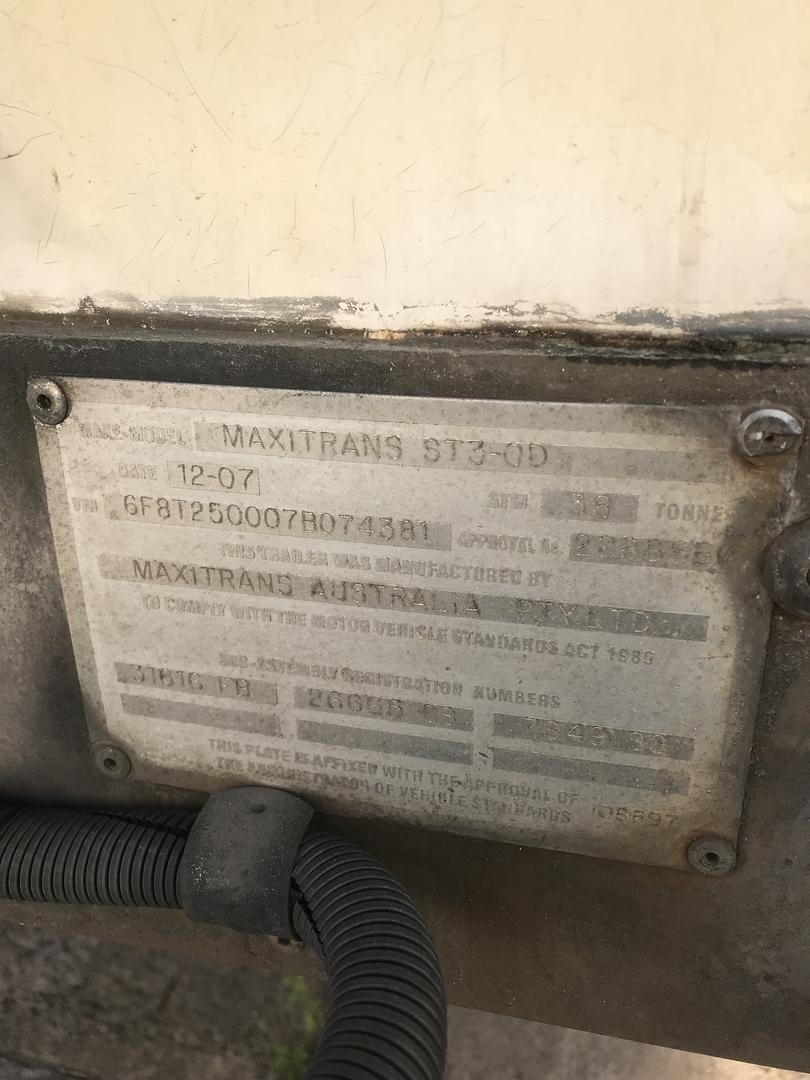 MAKE-MODEL MAXITRANS ST3-OD
DATE 12-07 ATM 38 TONNES
VIN 6F8T250007B074381 APPROVAL No.
THIS TRAILER WAS MANUFACTURED BY
MAXITRANS AUSTRALIA PTY LTD
TO COMPLY WITH THE MOTOR VEHICLE STANDARDS ACT 1989
SUB-ASSEMBLY REGISTRATION NUMBERS
31616 FB
THIS PLATE IS AFFIXED WITH THE APPROVAL OF
THE ADMINISTRATOR OF VEHICLE STANDARDS